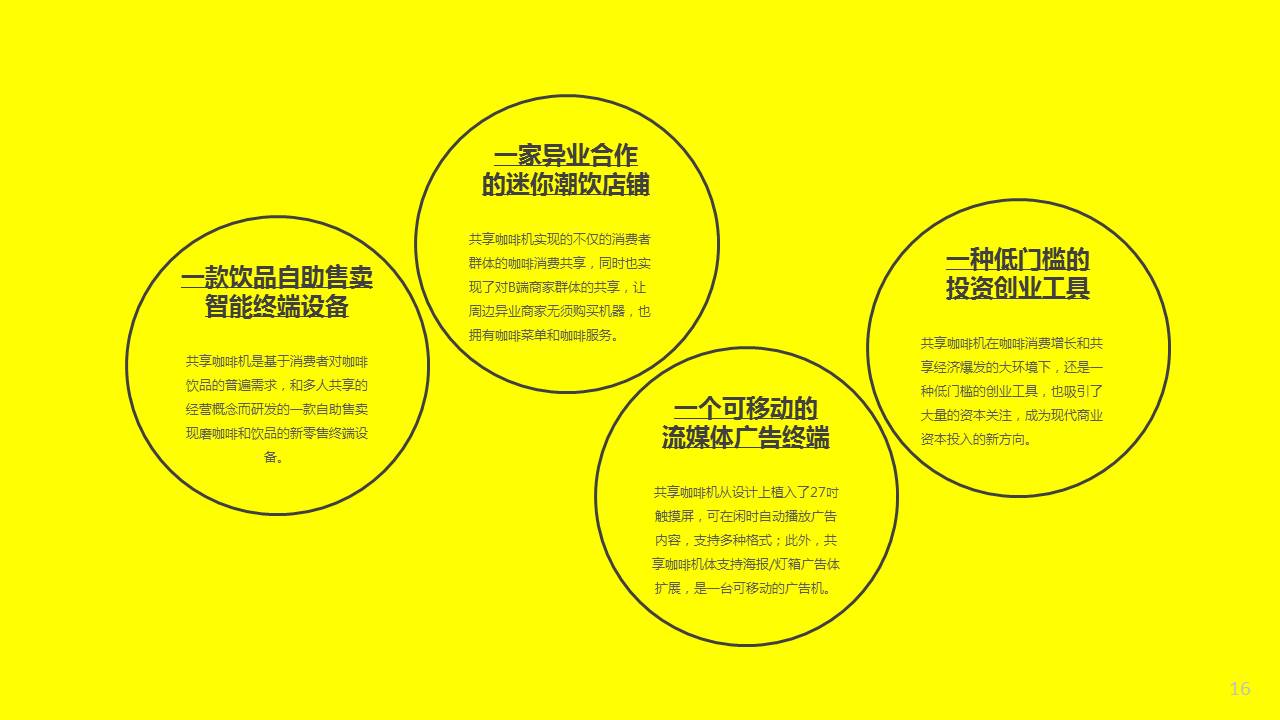 一款饮品自助售卖
智能终端设备
共享咖啡机是基于消费者对咖啡
饮品的普遍需求，和多人共享的
经营概念而研发的一款自助售卖
现磨咖啡和饮品的新零售终端设
备。
一家异业合作
的迷你潮饮店铺
共享咖啡机实现的不仅的消费者
群体的咖啡消费共享，同时也实
现了对B端商家群体的共享，让
周边异业商家无须购买机器，也
拥有咖啡菜单和咖啡服务。
一个可移动的
流媒体广告终端
共享咖啡机从设计上植入了27吋
触摸屏，可在闲时自动播放广告
内容，支持多种格式；此外，共
享咖啡机体支持海报/灯箱广告体
扩展，是一台可移动的广告机。
一种低门槛的
投资创业工具
共享咖啡机在咖啡消费增长和共
享经济爆发的大环境下，还是一
种低门槛的创业工具，也吸引了
大量的资本关注，成为现代商业
资本投入的新方向。
16